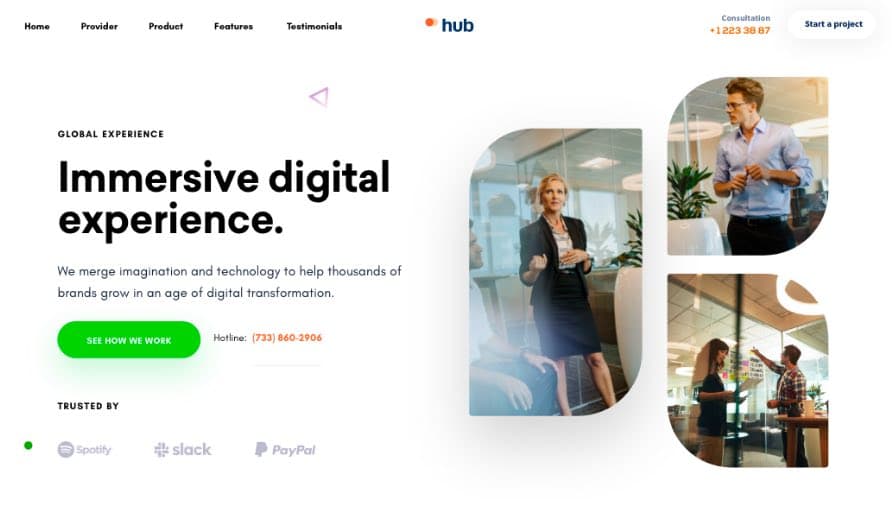 Home Provider Product Features Testimonials
hub
Consultation
+1 223 38 87
Start a project
GLOBAL EXPERIENCE
Immersive digital
experience.
We merge imagination and technology to help thousands of
brands grow in an age of digital transformation.
SEE HOW WE WORK
Hotline: (733) 860-2906
TRUSTED BY
Spotify slack PayPal